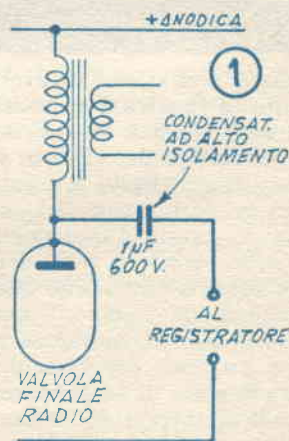 +ANODICA
1
CONDENSAT.
AD ALTO
ISOLAMENTO
1µF
600 V.
AL
REGISTRATORE
VALVOLA
FINALE
RADIO